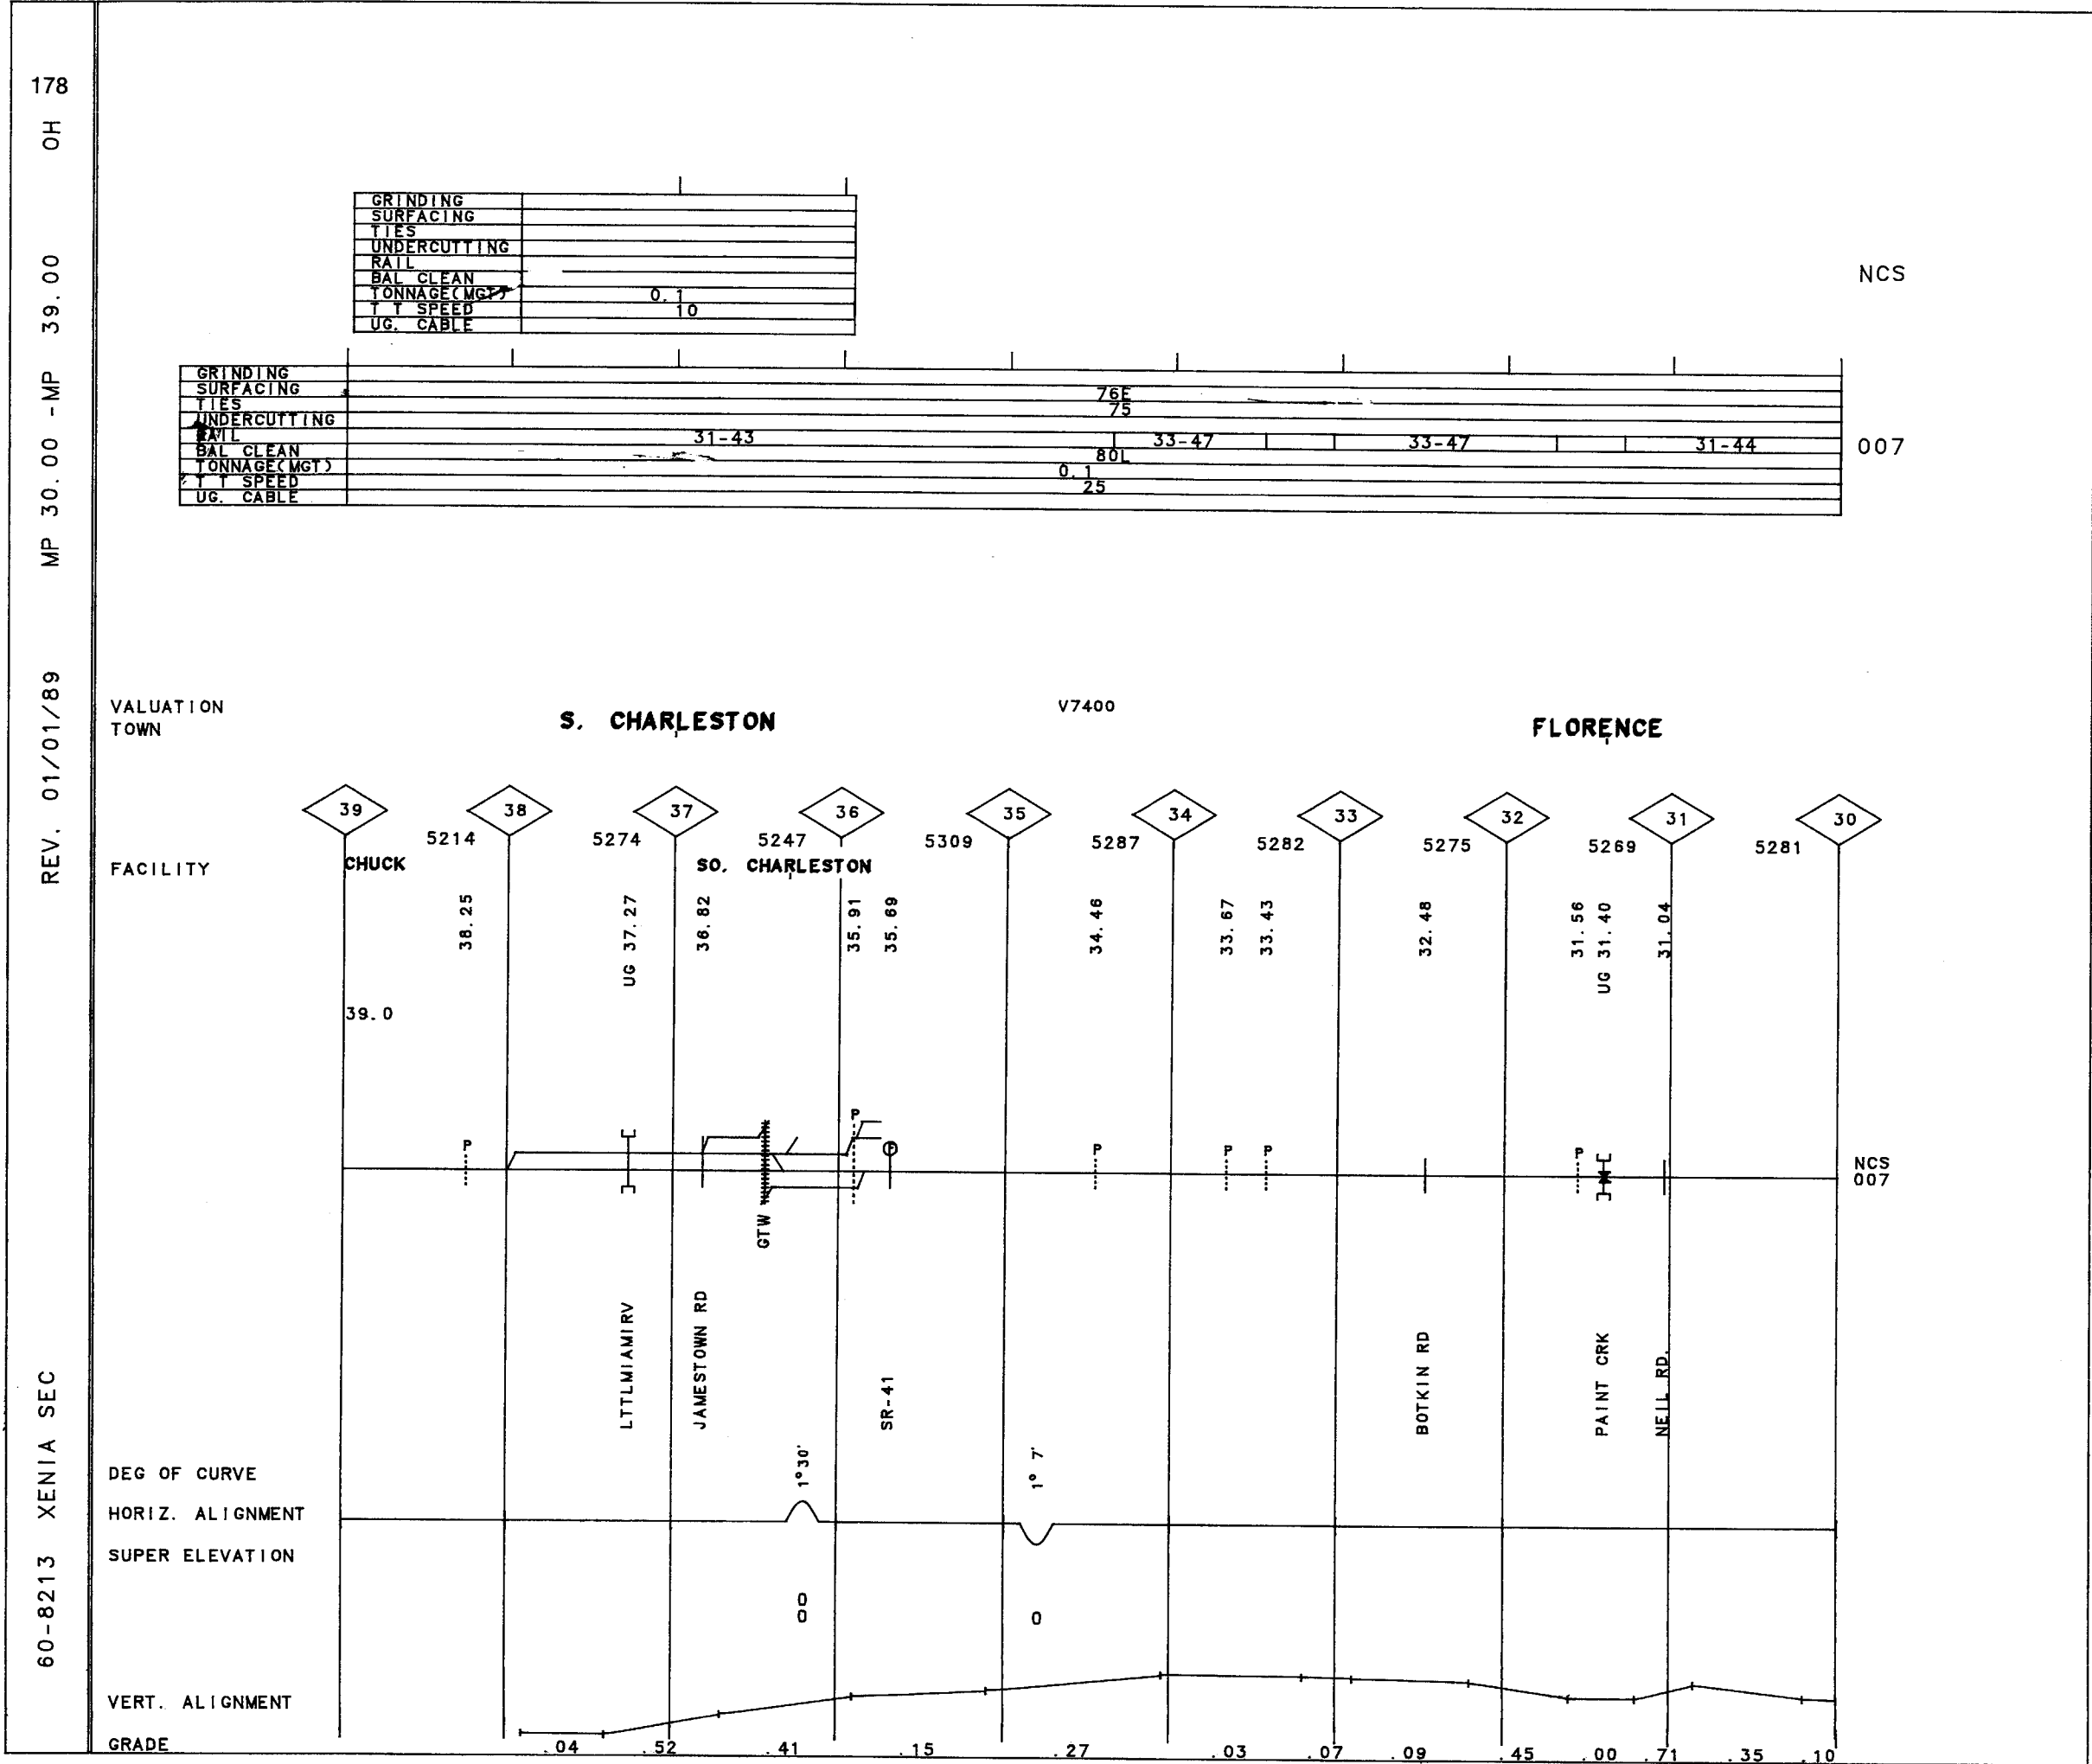 178
OH
MP 30.00 -MP 39.00
REV. 01/01/89
60-8213 XENIA SEC
GRINDING
SURFACING
TIES
UNDERCUTTING
RAIL
BAL CLEAN
TONNAGE(MGT) 0.1
T T SPEED 10
UG. CABLE
NCS
GRINDING
SURFACING 76E
TIES 75
UNDERCUTTING
RAIL 31-43 33-47 33-47 31-44
BAL CLEAN 80L
TONNAGE(MGT) 0.1
T T SPEED 25
UG. CABLE
007
VALUATION V7400
TOWN S. CHARLESTON FLORENCE
39 38 37 36 35 34 33 32 31 30
5214 5274 5247 5309 5287 5282 5275 5269 5281
FACILITY CHUCK SO. CHARLESTON
38.25
UG 37.27
36.82
35.91
35.69
34.46
33.67
33.43
32.48
31.56
UG 31.40
31.04
39.0
P P P P P P
NCS
007
GTW
LTTLMIAMIRV
JAMESTOWN RD
SR-41
BOTKIN RD
PAINT CRK
NEIL RD.
DEG OF CURVE 1°30' 1° 7'
HORIZ. ALIGNMENT
SUPER ELEVATION
0 0 0
VERT. ALIGNMENT
GRADE .04 .52 .41 .15 .27 .03 .07 .09 .45 .00 .71 .35 .10